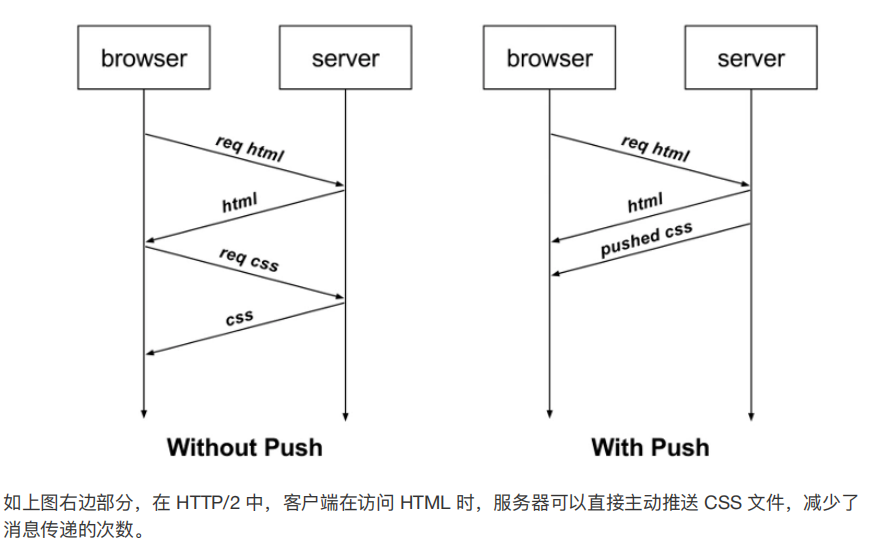 browser
server
req html
html
req css
css
Without Push
browser
server
req html
html
pushed css
With Push
如上图右边部分，在 HTTP/2 中，客户端在访问 HTML 时，服务器可以直接主动推送 CSS 文件，减少了
消息传递的次数。